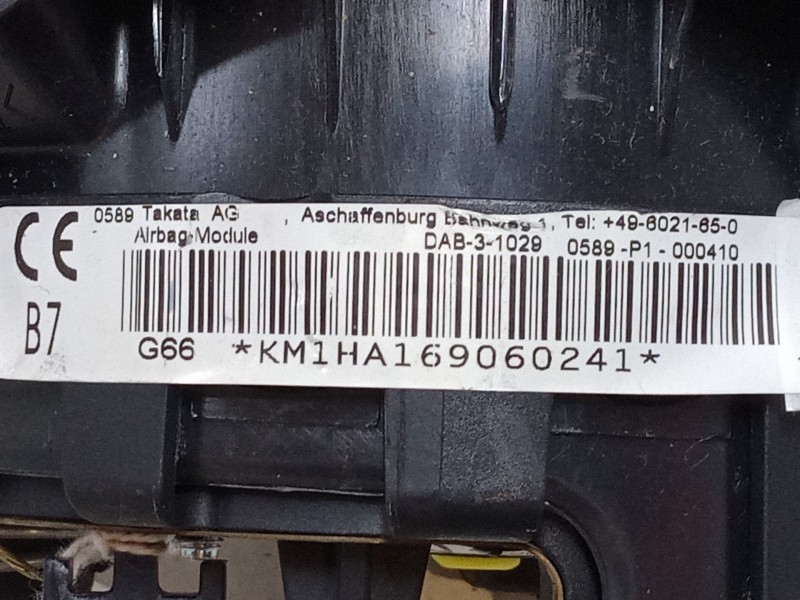 CE 0589 Takata AG , Aschaffenburg Bahnweg 1, Tel: +49-6021-65-0
Airbag-Module DAB-3-1029 0589-P1-000410
B7
G66 *KM1HA169060241*